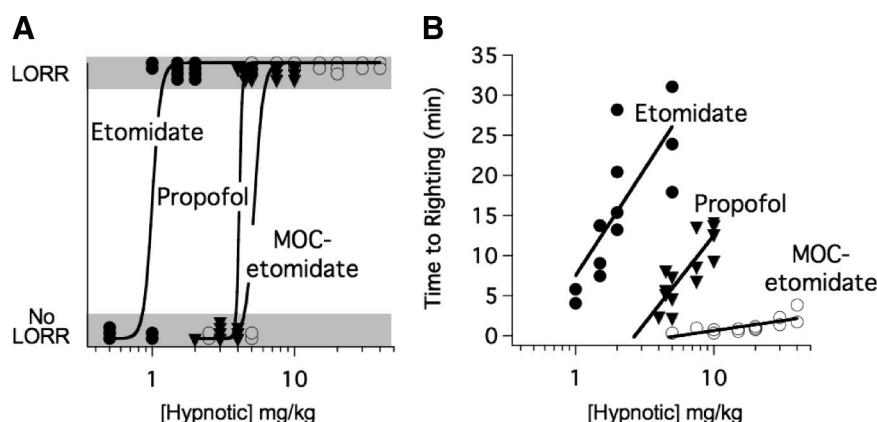 A
LORR
Etomidate
Propofol
MOC-
etomidate
No
LORR
1
10
[Hypnotic] mg/kg
B
Time to Righting (min)
35
30
25
20
15
10
5
0
Etomidate
Propofol
MOC-
etomidate
1
10
[Hypnotic] mg/kg